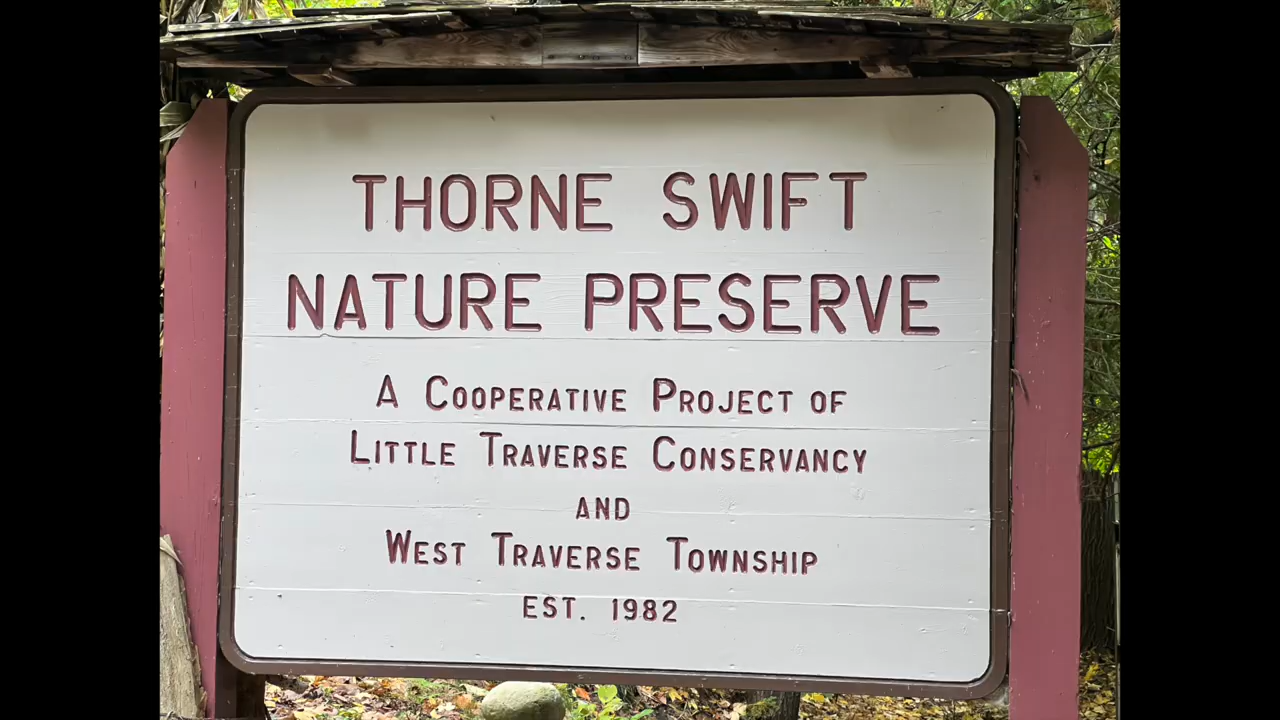 THORNE SWIFT
NATURE PRESERVE
A COOPERATIVE PROJECT OF
LITTLE TRAVERSE CONSERVANCY
AND
WEST TRAVERSE TOWNSHIP
EST. 1982